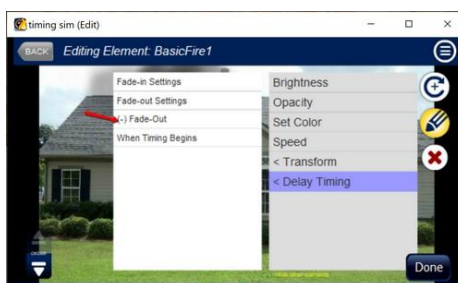 timing sim (Edit)
BACK
Editing Element: BasicFire1
Fade-in Settings
Fade-out Settings
(-) Fade-Out
When Timing Begins
Brightness
Opacity
Set Color
Speed
< Transform
< Delay Timing
Done